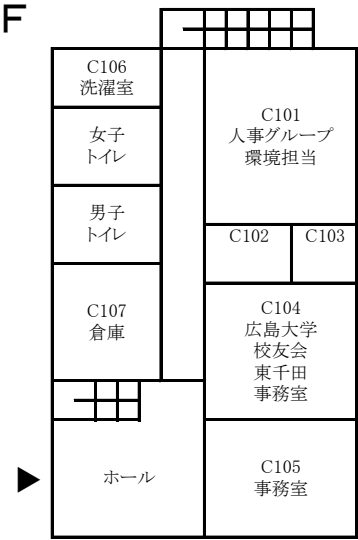 F
C106
洗濯室
女子
トイレ
男子
トイレ
C107
倉庫
C101
人事グループ
環境担当
C102
C103
C104
広島大学
校友会
東千田
事務室
ホール
C105
事務室